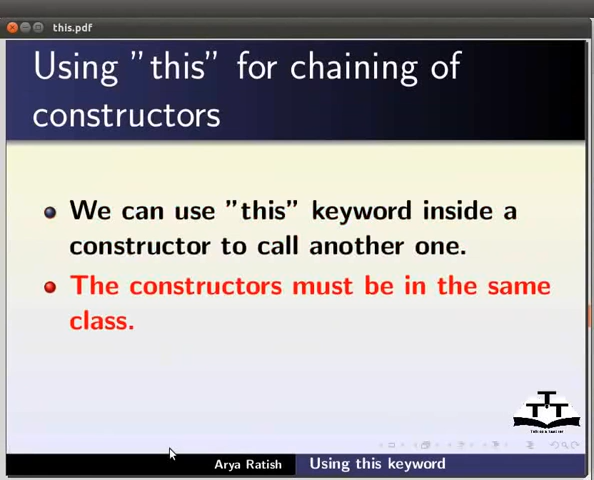 this.pdf
Using "this" for chaining of
constructors
We can use "this" keyword inside a
constructor to call another one.
The constructors must be in the same
class.
Arya Ratish
Using this keyword